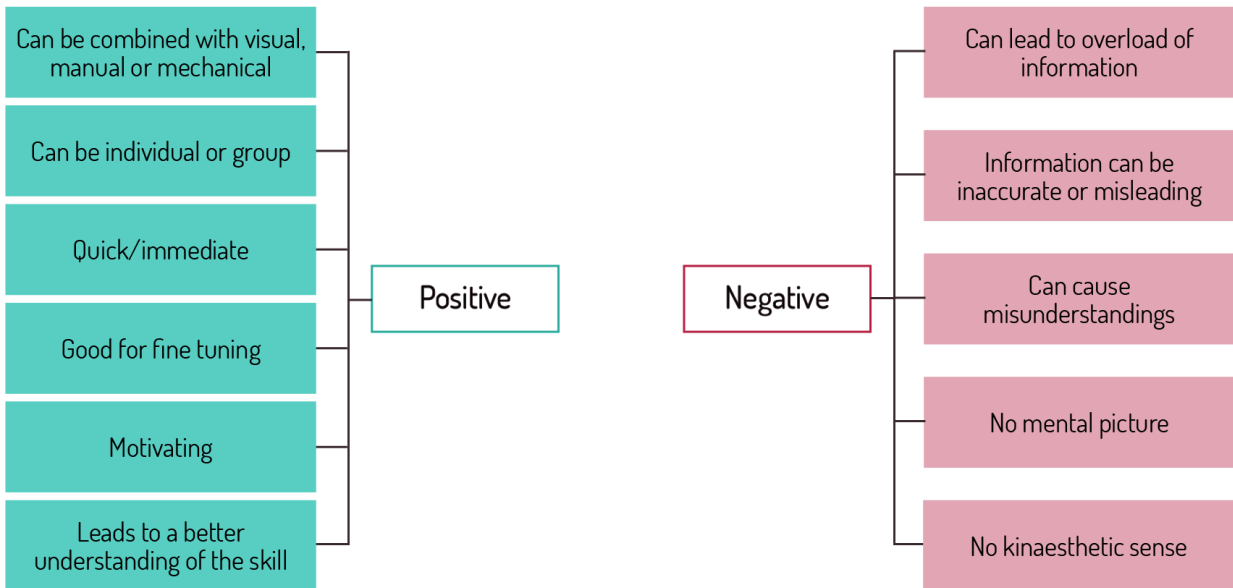 Can be combined with visual,
manual or mechanical
Can be individual or group
Quick/immediate
Good for fine tuning
Motivating
Leads to a better
understanding of the skill
Positive
Negative
Can lead to overload of
information
Information can be
inaccurate or misleading
Can cause
misunderstandings
No mental picture
No kinaesthetic sense